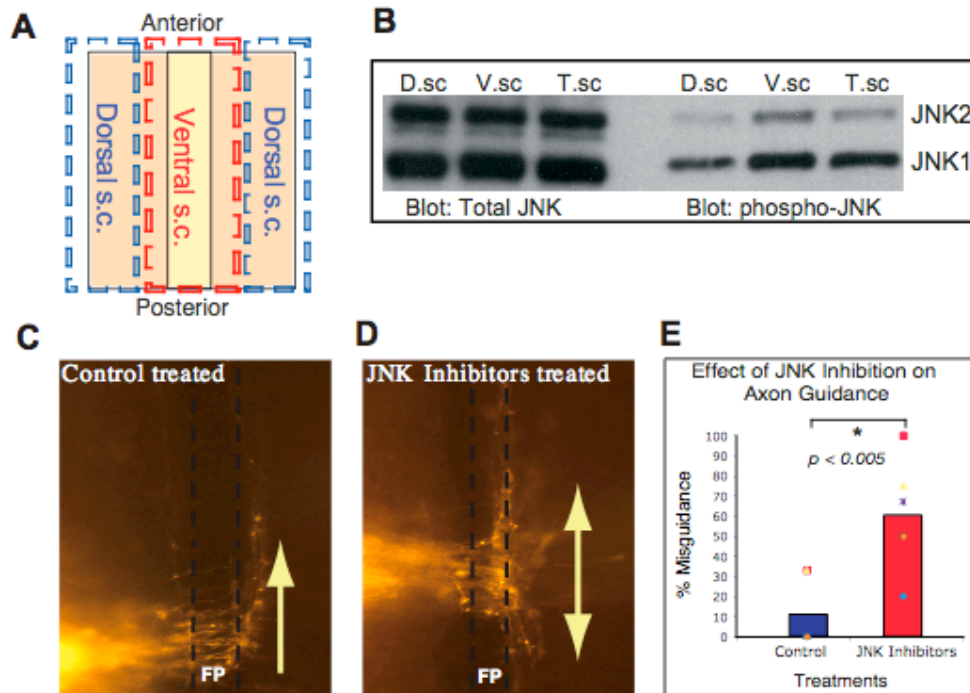 A
Anterior
Dorsal s.c.
Ventral s.c.
Dorsal s.c.
Posterior
B
D.sc V.sc T.sc D.sc V.sc T.sc
JNK2
JNK1
Blot: Total JNK Blot: phospho-JNK
C
Control treated
FP
D
JNK Inhibitors treated
FP
E
Effect of JNK Inhibition on
Axon Guidance
*
p < 0.005
% Misguidance
100
90
80
70
60
50
40
30
20
10
0
Control JNK Inhibitors
Treatments